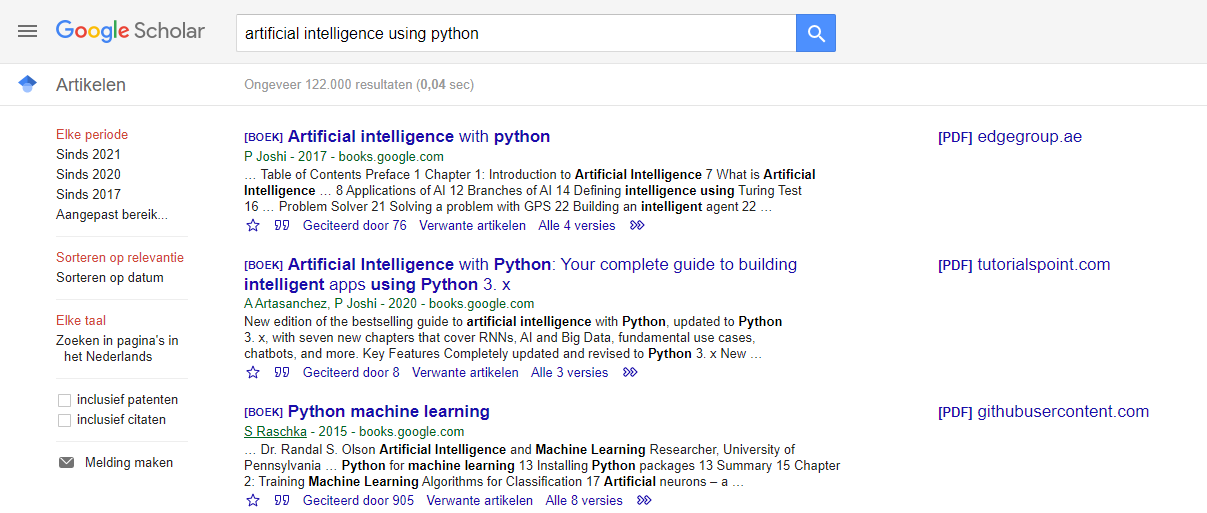 Google Scholar
artificial intelligence using python
Artikelen
Ongeveer 122.000 resultaten (0,04 sec)
Elke periode
Sinds 2021
Sinds 2020
Sinds 2017
Aangepast bereik...
Sorteren op relevantie
Sorteren op datum
Elke taal
Zoeken in pagina's in
het Nederlands
inclusief patenten
inclusief citaten
Melding maken
[BOEK] Artificial intelligence with python
P Joshi - 2017 - books.google.com
… Table of Contents Preface 1 Chapter 1: Introduction to Artificial Intelligence 7 What is Artificial
Intelligence … 8 Applications of AI 12 Branches of AI 14 Defining intelligence using Turing Test
16 … Problem Solver 21 Solving a problem with GPS 22 Building an intelligent agent 22 …
Geciteerd door 76 Verwante artikelen Alle 4 versies
[PDF] edgegroup.ae
[BOEK] Artificial Intelligence with Python: Your complete guide to building
intelligent apps using Python 3. x
A Artasanchez, P Joshi - 2020 - books.google.com
New edition of the bestselling guide to artificial intelligence with Python, updated to Python
3. x, with seven new chapters that cover RNNs, AI and Big Data, fundamental use cases,
chatbots, and more. Key Features Completely updated and revised to Python 3. x New …
Geciteerd door 8 Verwante artikelen Alle 3 versies
[PDF] tutorialspoint.com
[BOEK] Python machine learning
S Raschka - 2015 - books.google.com
… Dr. Randal S. Olson Artificial Intelligence and Machine Learning Researcher, University of
Pennsylvania … Python for machine learning 13 Installing Python packages 13 Summary 15 Chapter
2: Training Machine Learning Algorithms for Classification 17 Artificial neurons – a …
Geciteerd door 905 Verwante artikelen Alle 8 versies
[PDF] githubusercontent.com